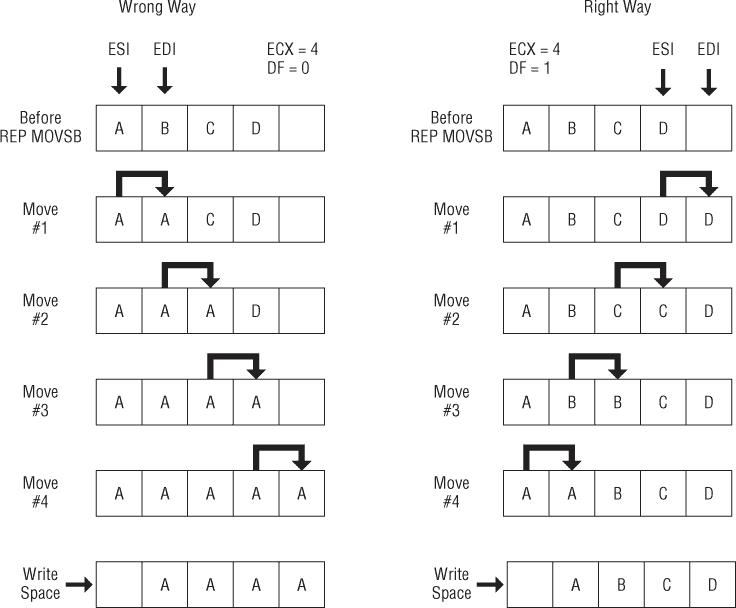 Wrong Way
ESI EDI
ECX = 4
DF = 0
Before
REP MOVSB
A B C D
Move
#1
A A C D
Move
#2
A A A D
Move
#3
A A A A
Move
#4
A A A A A
Write
Space
A A A A
Right Way
ECX = 4
DF = 1
ESI EDI
Before
REP MOVSB
A B C D
Move
#1
A B C D D
Move
#2
A B C C D
Move
#3
A B B C D
Move
#4
A A B C D
Write
Space
A B C D